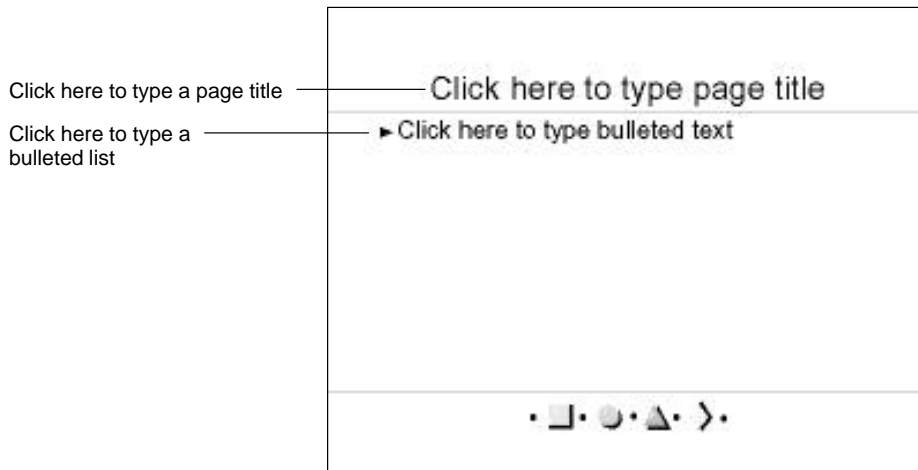 Click here to type a page title
Click here to type a
bulleted list
Click here to type page title
►Click here to type bulleted text